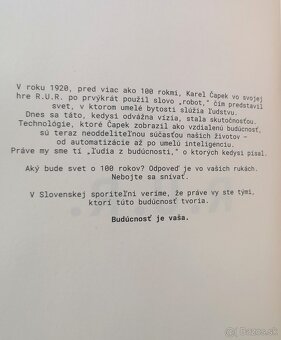 V roku 1920, pred viac ako 100 rokmi, Karel Čapek vo svojej
hre R.U.R. po prvýkrát použil slovo „robot,“ čím predstavil
svet, v ktorom umelé bytosti slúžia ľudstvu.
Dnes sa táto, kedysi odvážna vízia, stala skutočnosťou.
Technológie, ktoré Čapek zobrazil ako vzdialenú budúcnosť,
sú teraz neoddeliteľnou súčasťou našich životov -
od automatizácie až po umelú inteligenciu.
Práve my sme tí „ľudia z budúcnosti,“ o ktorých kedysi písal.
Aký bude svet o 100 rokov? Odpoveď je vo vašich rukách.
Nebojte sa snívať.
V Slovenskej sporiteľni veríme, že práve vy ste tými,
ktorí túto budúcnosť tvoria.
Budúcnosť je vaša.
bazar.sk